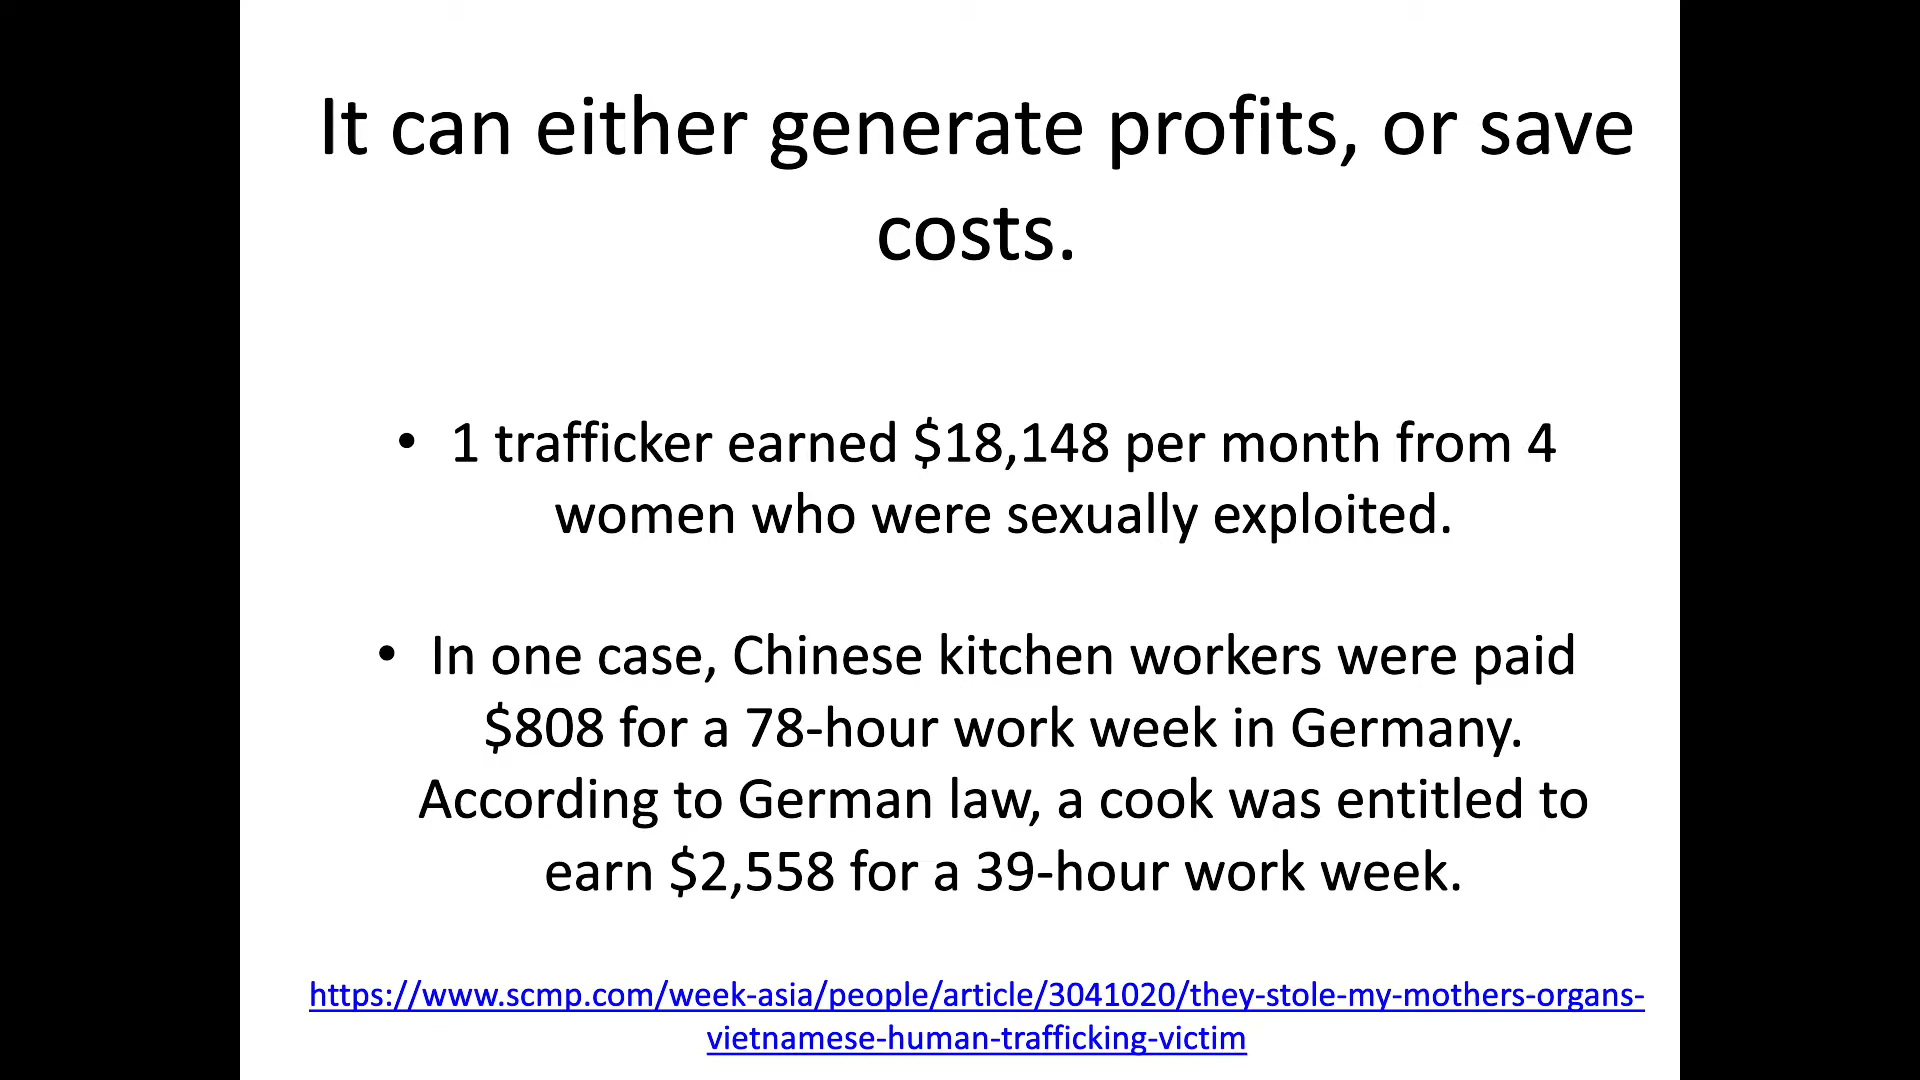 It can either generate profits, or save
costs.
• 1 trafficker earned $18,148 per month from 4
women who were sexually exploited.
• In one case, Chinese kitchen workers were paid
$808 for a 78-hour work week in Germany.
According to German law, a cook was entitled to
earn $2,558 for a 39-hour work week.
https://www.scmp.com/week-asia/people/article/3041020/they-stole-my-mothers-organs-
vietnamese-human-trafficking-victim